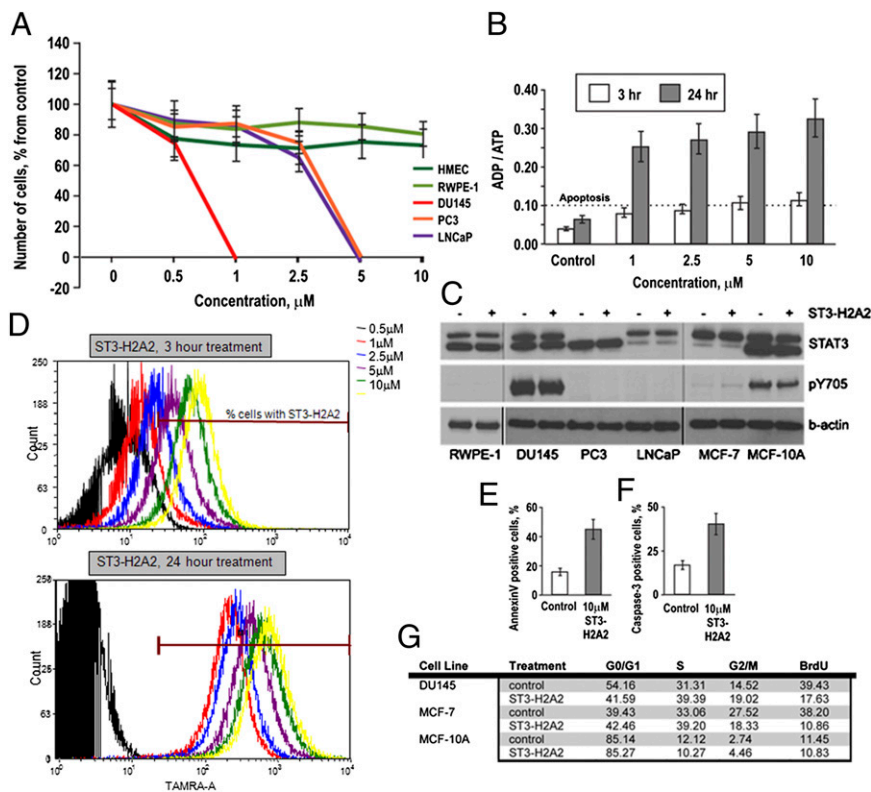 A
Number of cells, % from control
120
100
80
60
40
20
0
-20
0 0.5 1 2.5 5 10
Concentration, μM
HMEC
RWPE-1
DU145
PC3
LNCaP
B
3 hr 24 hr
ADP / ATP
0.40
0.30
0.20
0.10
0.00
Apoptosis
Control 1 2.5 5 10
Concentration, μM
C
- + - + - + - + - + - + ST3-H2A2
STAT3
pY705
b-actin
RWPE-1 DU145 PC3 LNCaP MCF-7 MCF-10A
D
ST3-H2A2, 3 hour treatment
0.5μM
1μM
2.5μM
5μM
10μM
Count
250
188
125
63
0
% cells with ST3-H2A2
10⁰ 10¹ 10² 10³ 10⁴
ST3-H2A2, 24 hour treatment
Count
250
188
125
63
0
10⁰ 10¹ 10² 10³ 10⁴
TAMRA-A
E
AnnexinV positive cells, %
60
40
20
0
Control 10μM
ST3-
H2A2
F
Caspase-3 positive cells, %
50
25
0
Control 10μM
ST3-
H2A2
G
Cell Line Treatment G0/G1 S G2/M BrdU
DU145 control 54.16 31.31 14.52 39.43
ST3-H2A2 41.59 39.39 19.02 17.63
MCF-7 control 39.43 33.06 27.52 38.20
ST3-H2A2 42.46 39.20 18.33 10.86
MCF-10A control 85.14 12.12 2.74 11.45
ST3-H2A2 85.27 10.27 4.46 10.83